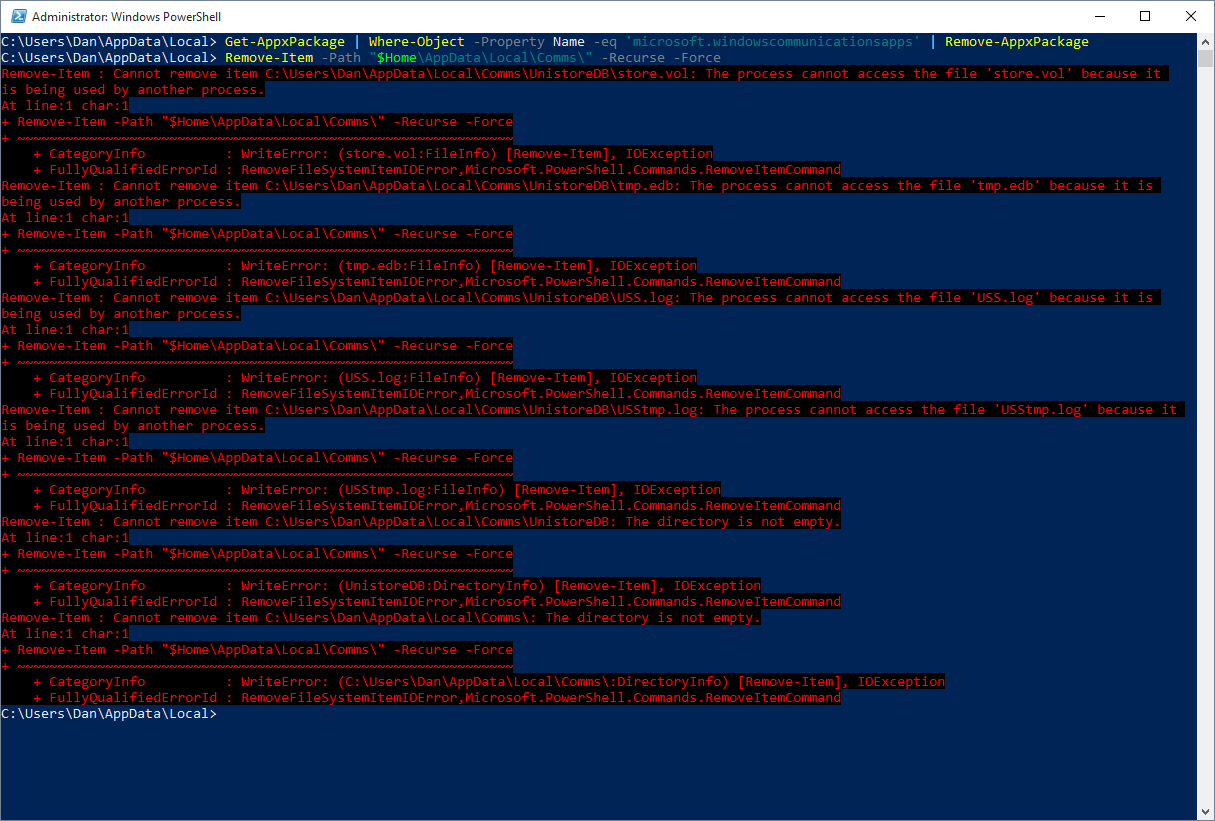 Administrator: Windows PowerShell
C:\Users\Dan\AppData\Local> Get-AppxPackage | Where-Object -Property Name -eq 'microsoft.windowscommunicationsapps' | Remove-AppxPackage
C:\Users\Dan\AppData\Local> Remove-Item -Path "$Home\AppData\Local\Comms\" -Recurse -Force
Remove-Item : Cannot remove item C:\Users\Dan\AppData\Local\Comms\UnistoreDB\store.vol: The process cannot access the file 'store.vol' because it
is being used by another process.
At line:1 char:1
+ Remove-Item -Path "$Home\AppData\Local\Comms\" -Recurse -Force
+ ~~~~~~~~~~~~~~~~~~~~~~~~~~~~~~~~~~~~~~~~~~~~~~~~~~~~~~~~~~~~~~
    + CategoryInfo          : WriteError: (store.vol:FileInfo) [Remove-Item], IOException
    + FullyQualifiedErrorId : RemoveFileSystemItemIOError,Microsoft.PowerShell.Commands.RemoveItemCommand
Remove-Item : Cannot remove item C:\Users\Dan\AppData\Local\Comms\UnistoreDB\tmp.edb: The process cannot access the file 'tmp.edb' because it is
being used by another process.
At line:1 char:1
+ Remove-Item -Path "$Home\AppData\Local\Comms\" -Recurse -Force
+ ~~~~~~~~~~~~~~~~~~~~~~~~~~~~~~~~~~~~~~~~~~~~~~~~~~~~~~~~~~~~~~
    + CategoryInfo          : WriteError: (tmp.edb:FileInfo) [Remove-Item], IOException
    + FullyQualifiedErrorId : RemoveFileSystemItemIOError,Microsoft.PowerShell.Commands.RemoveItemCommand
Remove-Item : Cannot remove item C:\Users\Dan\AppData\Local\Comms\UnistoreDB\USS.log: The process cannot access the file 'USS.log' because it is
being used by another process.
At line:1 char:1
+ Remove-Item -Path "$Home\AppData\Local\Comms\" -Recurse -Force
+ ~~~~~~~~~~~~~~~~~~~~~~~~~~~~~~~~~~~~~~~~~~~~~~~~~~~~~~~~~~~~~~
    + CategoryInfo          : WriteError: (USS.log:FileInfo) [Remove-Item], IOException
    + FullyQualifiedErrorId : RemoveFileSystemItemIOError,Microsoft.PowerShell.Commands.RemoveItemCommand
Remove-Item : Cannot remove item C:\Users\Dan\AppData\Local\Comms\UnistoreDB\USStmp.log: The process cannot access the file 'USStmp.log' because it
is being used by another process.
At line:1 char:1
+ Remove-Item -Path "$Home\AppData\Local\Comms\" -Recurse -Force
+ ~~~~~~~~~~~~~~~~~~~~~~~~~~~~~~~~~~~~~~~~~~~~~~~~~~~~~~~~~~~~~~
    + CategoryInfo          : WriteError: (USStmp.log:FileInfo) [Remove-Item], IOException
    + FullyQualifiedErrorId : RemoveFileSystemItemIOError,Microsoft.PowerShell.Commands.RemoveItemCommand
Remove-Item : Cannot remove item C:\Users\Dan\AppData\Local\Comms\UnistoreDB: The directory is not empty.
At line:1 char:1
+ Remove-Item -Path "$Home\AppData\Local\Comms\" -Recurse -Force
+ ~~~~~~~~~~~~~~~~~~~~~~~~~~~~~~~~~~~~~~~~~~~~~~~~~~~~~~~~~~~~~~
    + CategoryInfo          : WriteError: (UnistoreDB:DirectoryInfo) [Remove-Item], IOException
    + FullyQualifiedErrorId : RemoveFileSystemItemIOError,Microsoft.PowerShell.Commands.RemoveItemCommand
Remove-Item : Cannot remove item C:\Users\Dan\AppData\Local\Comms\: The directory is not empty.
At line:1 char:1
+ Remove-Item -Path "$Home\AppData\Local\Comms\" -Recurse -Force
+ ~~~~~~~~~~~~~~~~~~~~~~~~~~~~~~~~~~~~~~~~~~~~~~~~~~~~~~~~~~~~~~
    + CategoryInfo          : WriteError: (C:\Users\Dan\AppData\Local\Comms\:DirectoryInfo) [Remove-Item], IOException
    + FullyQualifiedErrorId : RemoveFileSystemItemIOError,Microsoft.PowerShell.Commands.RemoveItemCommand
C:\Users\Dan\AppData\Local>